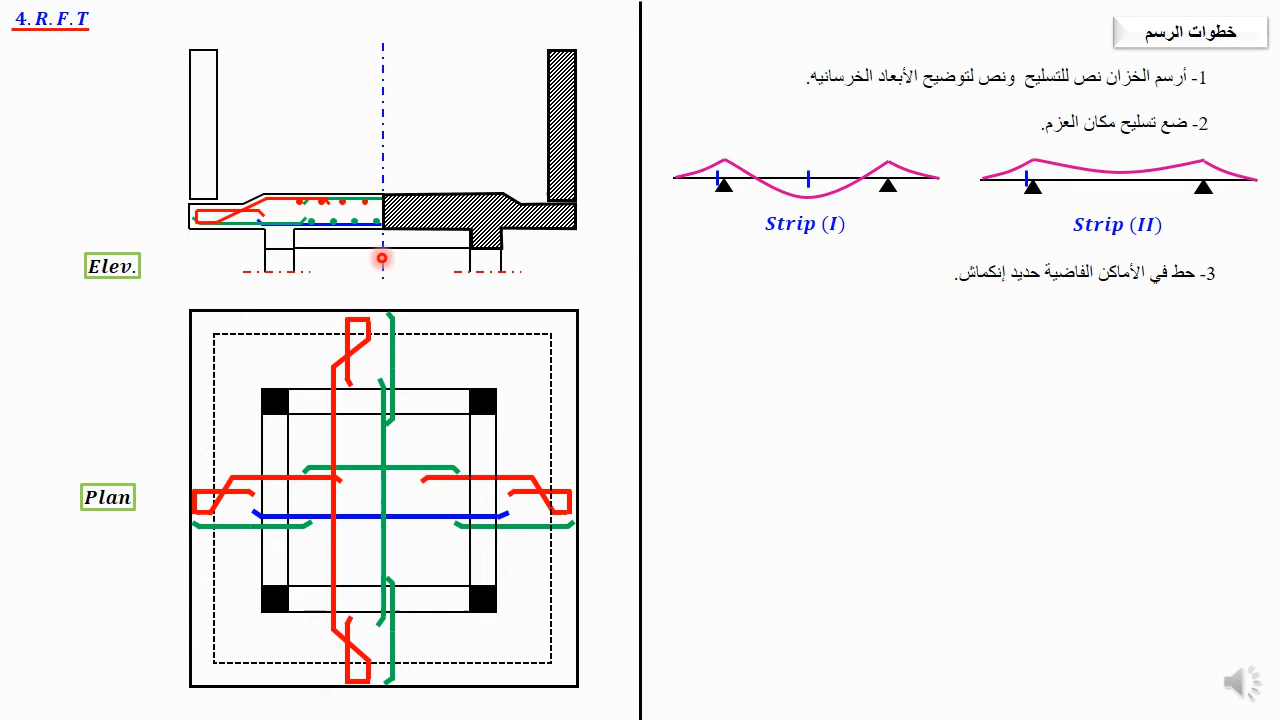 4.R.F.T
خطوات الرسم
1- أرسم الخزان نص للتسليح ونص لتوضيح الأبعاد الخرسانيه.
2- ضع تسليح مكان العزم.
Strip (I)
Strip (II)
3- حط في الأماكن الفاضية حديد إنكماش.
Elev.
Plan